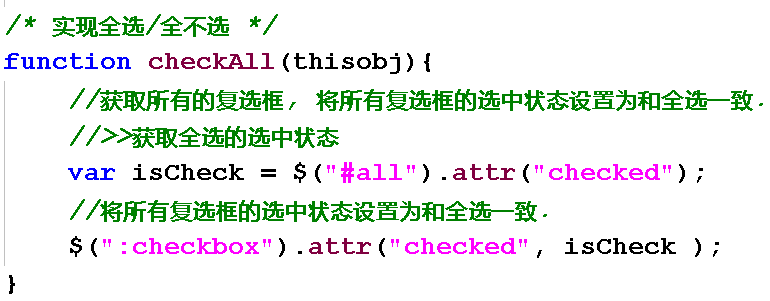 /* 实现全选/全不选 */
function checkAll(thisobj){
//获取所有的复选框, 将所有复选框的选中状态设置为和全选一致.
//>>获取全选的选中状态
var isCheck = $("#all").attr("checked");
//将所有复选框的选中状态设置为和全选一致.
$(":checkbox").attr("checked", isCheck );
}